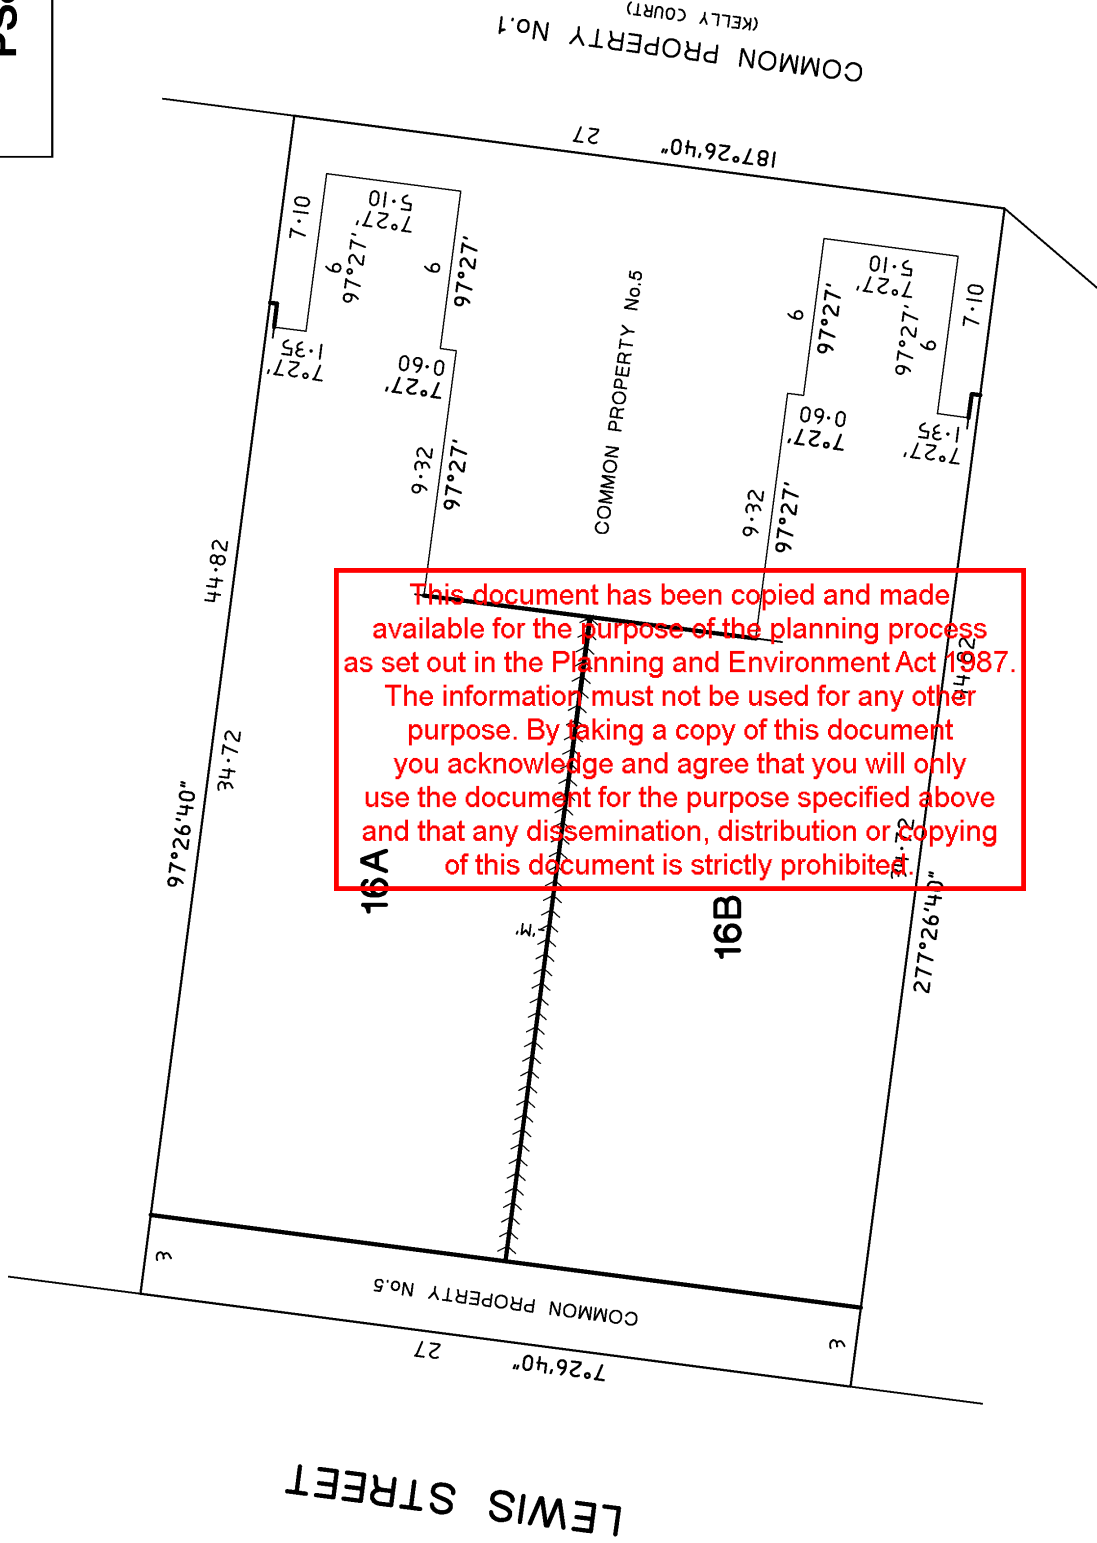 PS
(KELLY COURT)
COMMON PROPERTY No.1
27
187°26'40"
7·10
5·10
7°27'
6
97°27'
6
97°27'
1·35
7°27'
0·60
7°27'
9·32
97°27'
COMMON PROPERTY No.5
5·10
7°27'
6
97°27'
97°27'
6
7·10
0·60
7°27'
1·35
7°27'
9·32
97°27'
44·82
34·72
97°26'40"
This document has been copied and made
available for the purpose of the planning process
as set out in the Planning and Environment Act 1987.
The information must not be used for any other
purpose. By taking a copy of this document
you acknowledge and agree that you will only
use the document for the purpose specified above
and that any dissemination, distribution or copying
of this document is strictly prohibited.
44·82
34·72
277°26'40"
16A
16B
'M'
3
COMMON PROPERTY No.5
3
27
7°26'40"
LEWIS STREET